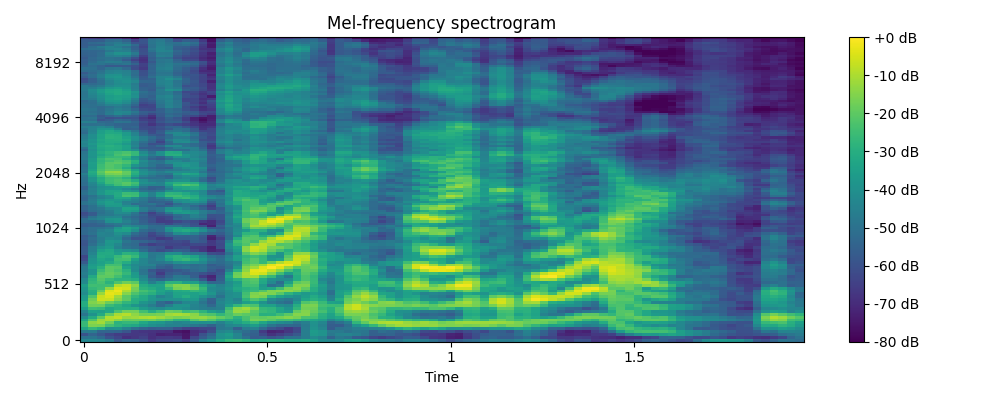 Mel-frequency spectrogram
+0 dB
8192
-10 dB
4096
-20 dB
-30 dB
2048
Hz
-40 dB
1024
-50 dB
512
-60 dB
-70 dB
0
-80 dB
0
0.5
1
1.5
Time